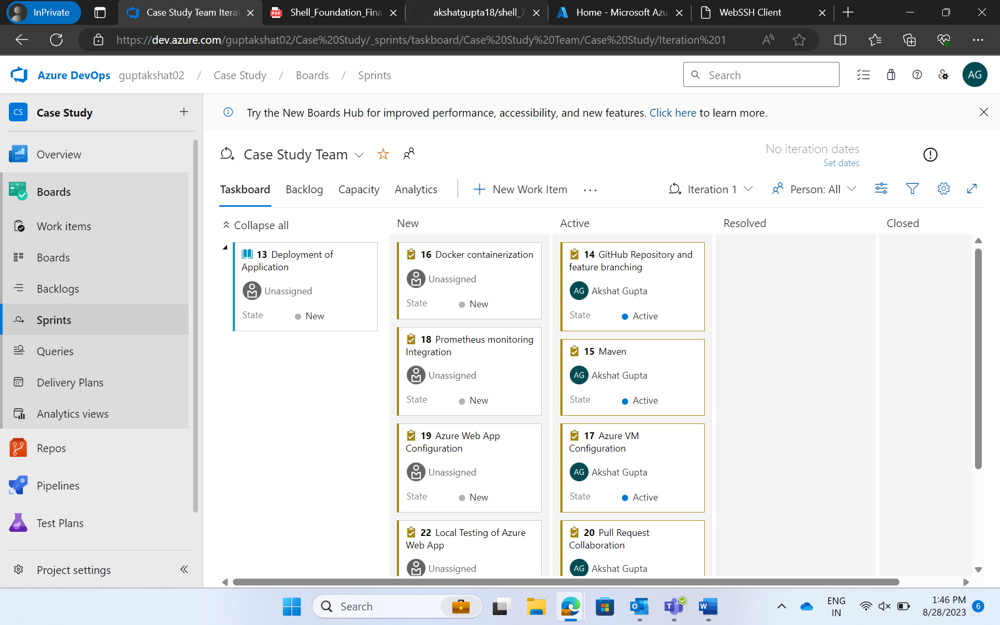 InPrivate
Case Study Team Iterat
Shell_Foundation_Fina
akshatgupta18/shell_7
Home - Microsoft Azu
WebSSH Client
https://dev.azure.com/guptakshat02/Case%20Study/_sprints/taskboard/Case%20Study%20Team/Case%20Study/Iteration%201
Azure DevOps guptakshat02 / Case Study / Boards / Sprints
Search
AG
CS Case Study
Try the New Boards Hub for improved performance, accessibility, and new features. Click here to learn more.
Overview
Boards
Work items
Boards
Backlogs
Sprints
Queries
Delivery Plans
Analytics views
Repos
Pipelines
Test Plans
Project settings
Case Study Team
No iteration dates
Set dates
Taskboard Backlog Capacity Analytics
New Work Item
Iteration 1
Person: All
Collapse all
New
Active
Resolved
Closed
13 Deployment of
Application
Unassigned
State New
16 Docker containerization
Unassigned
State New
18 Prometheus monitoring
Integration
Unassigned
State New
19 Azure Web App
Configuration
Unassigned
State New
22 Local Testing of Azure
Web App
Unassigned
14 GitHub Repository and
feature branching
AG Akshat Gupta
State Active
15 Maven
AG Akshat Gupta
State Active
17 Azure VM
Configuration
AG Akshat Gupta
State Active
20 Pull Request
Collaboration
AG Akshat Gupta
Search
ENG
IN
1:46 PM
8/28/2023
6